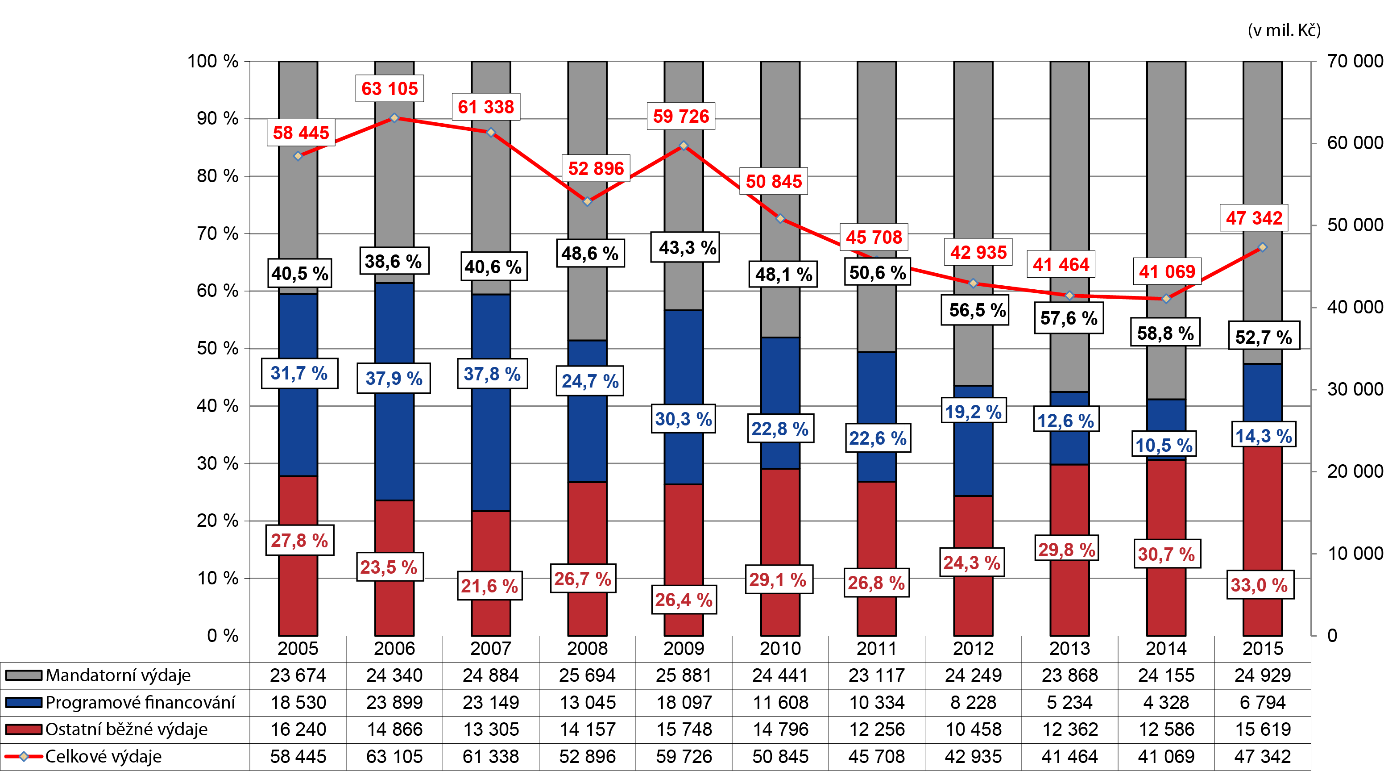 (v mil. Kč)
100 % 70 000
63 105
61 338 59 726
58 445
90 % 60 000
52 896
80 %
50 845
47 342
70 % 50 000
45 708 42 935
41 464 41 069
40,5 % 38,6 % 40,6 % 48,6 % 43,3 % 48,1 % 50,6 %
60 % 40 000
56,5 % 57,6 % 58,8 % 52,7 %
50 %
31,7 % 37,9 % 37,8 % 24,7 %
30 000
40 %
30,3 % 22,8 % 22,6 % 19,2 % 12,6 % 10,5 % 14,3 %
30 % 20 000
20 %
27,8 % 23,5 % 21,6 % 26,7 % 26,4 % 29,1 % 26,8 % 24,3 % 29,8 % 30,7 % 33,0 %
10 % 10 000
0 % 0
2005 2006 2007 2008 2009 2010 2011 2012 2013 2014 2015
Mandatorní výdaje 23 674 24 340 24 884 25 694 25 881 24 441 23 117 24 249 23 868 24 155 24 929
Programové financování 18 530 23 899 23 149 13 045 18 097 11 608 10 334 8 228 5 234 4 328 6 794
Ostatní běžné výdaje 16 240 14 866 13 305 14 157 15 748 14 796 12 256 10 458 12 362 12 586 15 619
Celkové výdaje 58 445 63 105 61 338 52 896 59 726 50 845 45 708 42 935 41 464 41 069 47 342